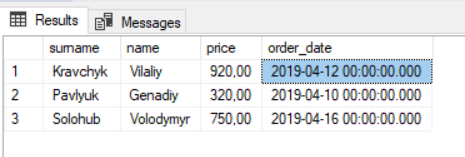 Results Messages
surname name price order_date
1 Kravchyk Vilaliy 920,00 2019-04-12 00:00:00.000
2 Pavlyuk Genadiy 320,00 2019-04-10 00:00:00.000
3 Solohub Volodymyr 750,00 2019-04-16 00:00:00.000